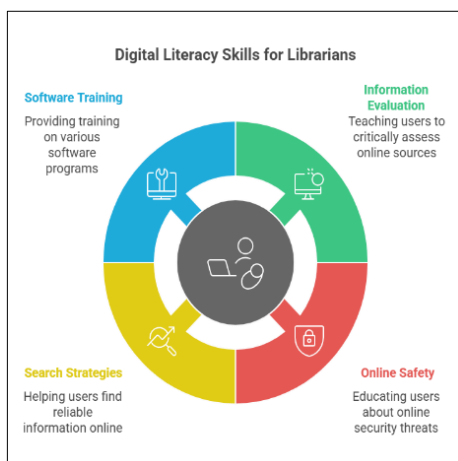 Digital Literacy Skills for Librarians
Software Training
Providing training
on various
software
programs
Information
Evaluation
Teaching users to
critically assess
online sources
Search Strategies
Helping users find
reliable
information online
Online Safety
Educating users
about online
security threats